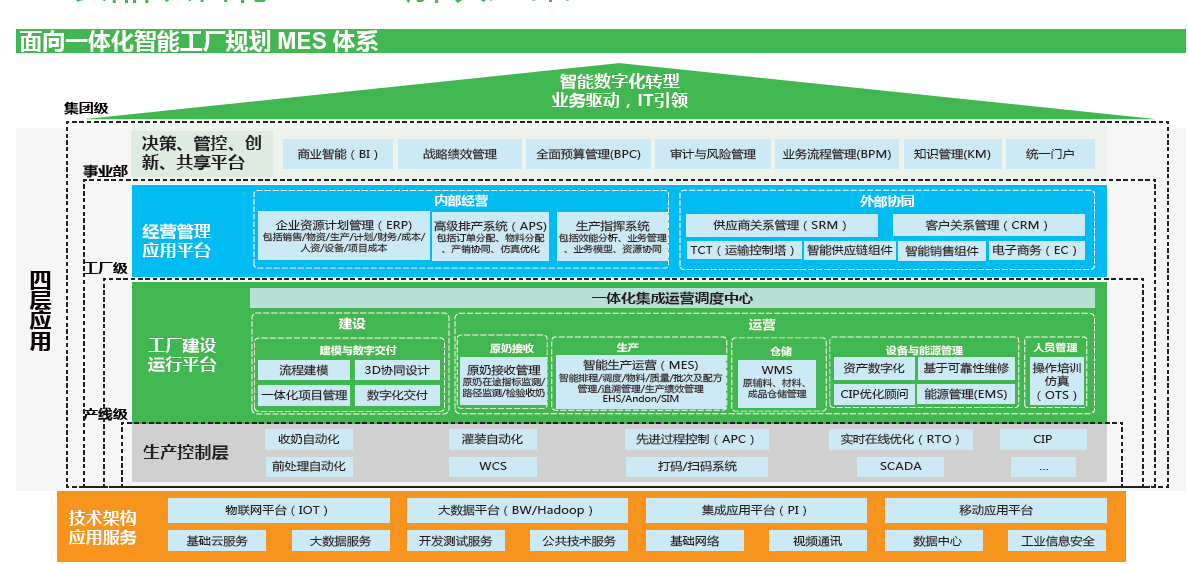 面向一体化智能工厂规划 MES 体系
智能数字化转型
业务驱动，IT引领
集团级
决策、管控、创
新、共享平台
商业智能（BI）
战略绩效管理
全面预算管理(BPC)
审计与风险管理
业务流程管理(BPM)
知识管理(KM)
统一门户
事业部
经营管理
应用平台
内部经营
企业资源计划管理（ERP)
包括销售/物资/生产/计划/财务/成本/
人资/设备/项目成本
高级排产系统（APS)
包括订单分配、物料分配
、产销协同、仿真优化
生产指挥系统
包括效能分析、业务管理
、业务模型、资源协同
外部协同
供应商关系管理（SRM）
客户关系管理（CRM）
TCT（运输控制塔）
智能供应链组件
智能销售组件
电子商务（EC）
四层应用
工厂级
工厂建设
运行平台
一体化集成运营调度中心
建设
建模与数字交付
流程建模
3D协同设计
一体化项目管理
数字化交付
运营
原奶接收
原奶接收管理
原奶在途指标监测/
路径监测/检验收奶
生产
智能生产运营（MES）
智能排程/调度/物料/质量/批次及配方
管理/追溯管理/生产绩效管理
EHS/Andon/SIM
仓储
WMS
原辅料、材料、
成品仓储管理
设备与能源管理
资产数字化
基于可靠性维修
CIP优化顾问
能源管理(EMS)
人员管理
操作培训
仿真
（OTS）
产线级
生产控制层
收奶自动化
灌装自动化
先进过程控制（APC）
实时在线优化（RTO）
CIP
前处理自动化
WCS
打码/扫码系统
SCADA
...
技术架构
应用服务
物联网平台（IOT）
大数据平台（BW/Hadoop）
集成应用平台（PI）
移动应用平台
基础云服务
大数据服务
开发测试服务
公共技术服务
基础网络
视频通讯
数据中心
工业信息安全